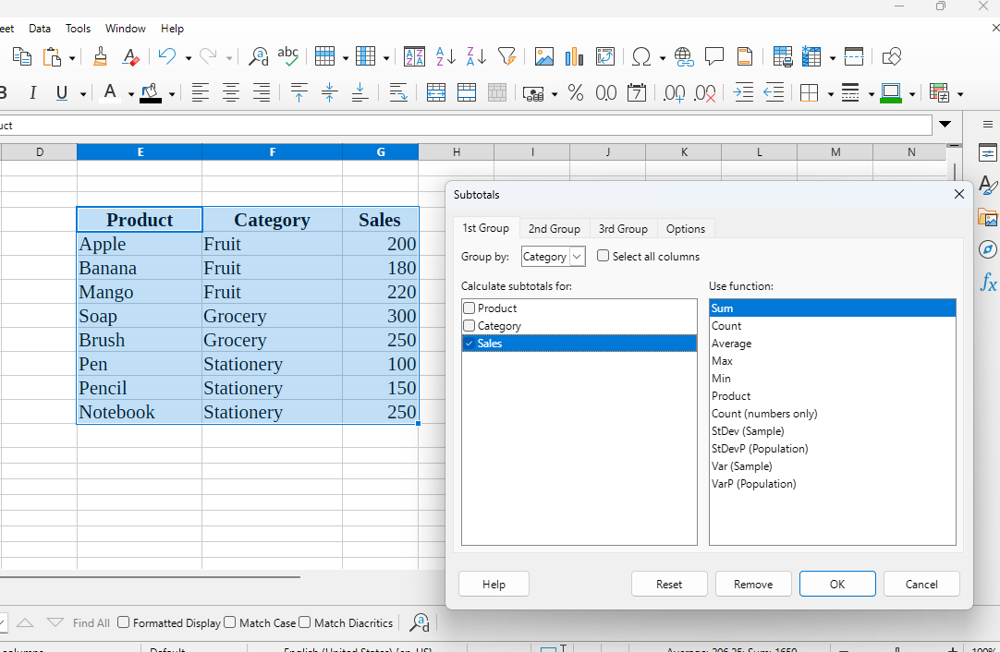 eet Data Tools Window Help
abc
I U A
% 0.0 7
uct
D E F G H I J K L M N
Product Category Sales
Apple Fruit 200
Banana Fruit 180
Mango Fruit 220
Soap Grocery 300
Brush Grocery 250
Pen Stationery 100
Pencil Stationery 150
Notebook Stationery 250
Subtotals
1st Group 2nd Group 3rd Group Options
Group by: Category Select all columns
Calculate subtotals for: Use function:
Product
Category
Sales
Sum
Count
Average
Max
Min
Product
Count (numbers only)
StDev (Sample)
StDevP (Population)
Var (Sample)
VarP (Population)
Help Reset Remove OK Cancel
Find All Formatted Display Match Case Match Diacritics
columns Default English (United States) [en-US] Average: 206.25; Sum: 1650 100%